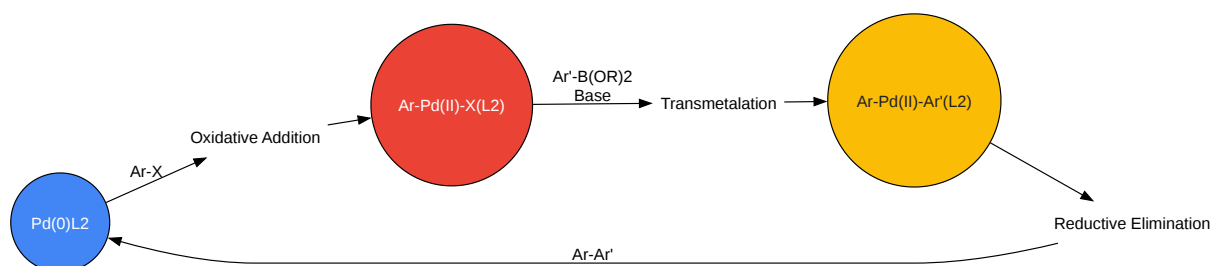 Pd(0)L2
Ar-X
Oxidative Addition
Ar-Pd(II)-X(L2)
Ar'-B(OR)2
Base
Transmetalation
Ar-Pd(II)-Ar'(L2)
Reductive Elimination
Ar-Ar'